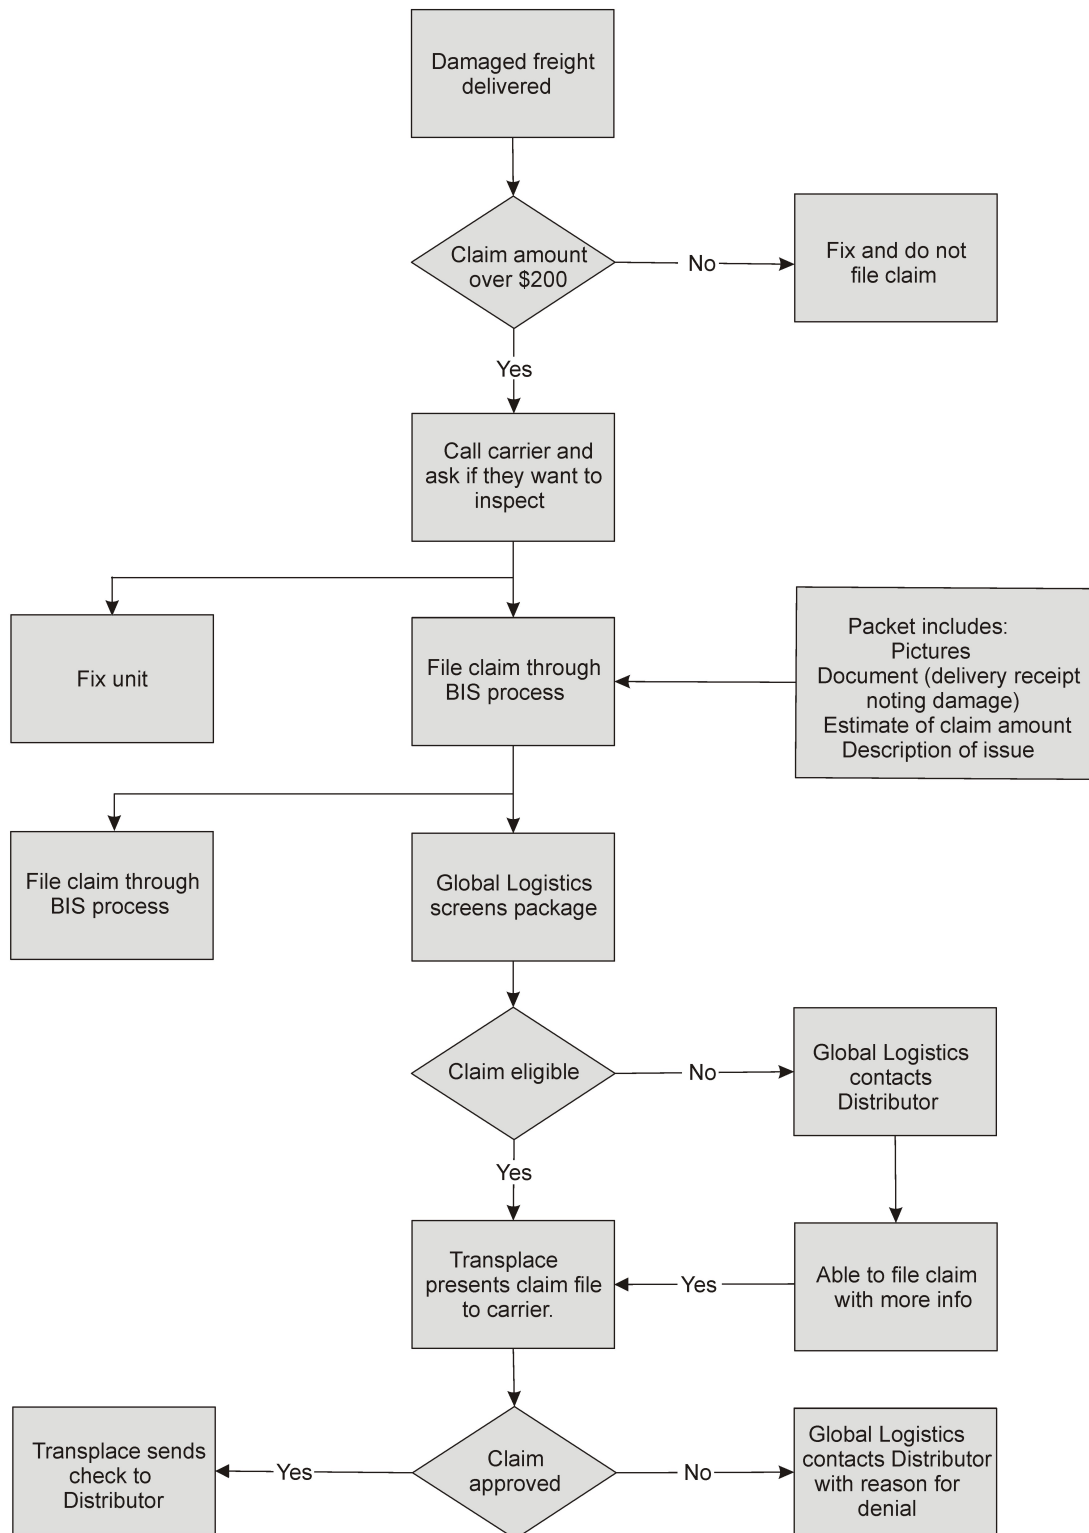 Damaged freight
delivered
Claim amount
over $200
No
Fix and do not
file claim
Yes
Call carrier and
ask if they want to
inspect
Fix unit
File claim through
BIS process
Packet includes:
Pictures
Document (delivery receipt
noting damage)
Estimate of claim amount
Description of issue
File claim through
BIS process
Global Logistics
screens package
Claim eligible
No
Global Logistics
contacts
Distributor
Yes
Transplace
presents claim file
to carrier.
Yes
Able to file claim
with more info
Transplace sends
check to
Distributor
Yes
Claim
approved
No
Global Logistics
contacts Distributor
with reason for
denial